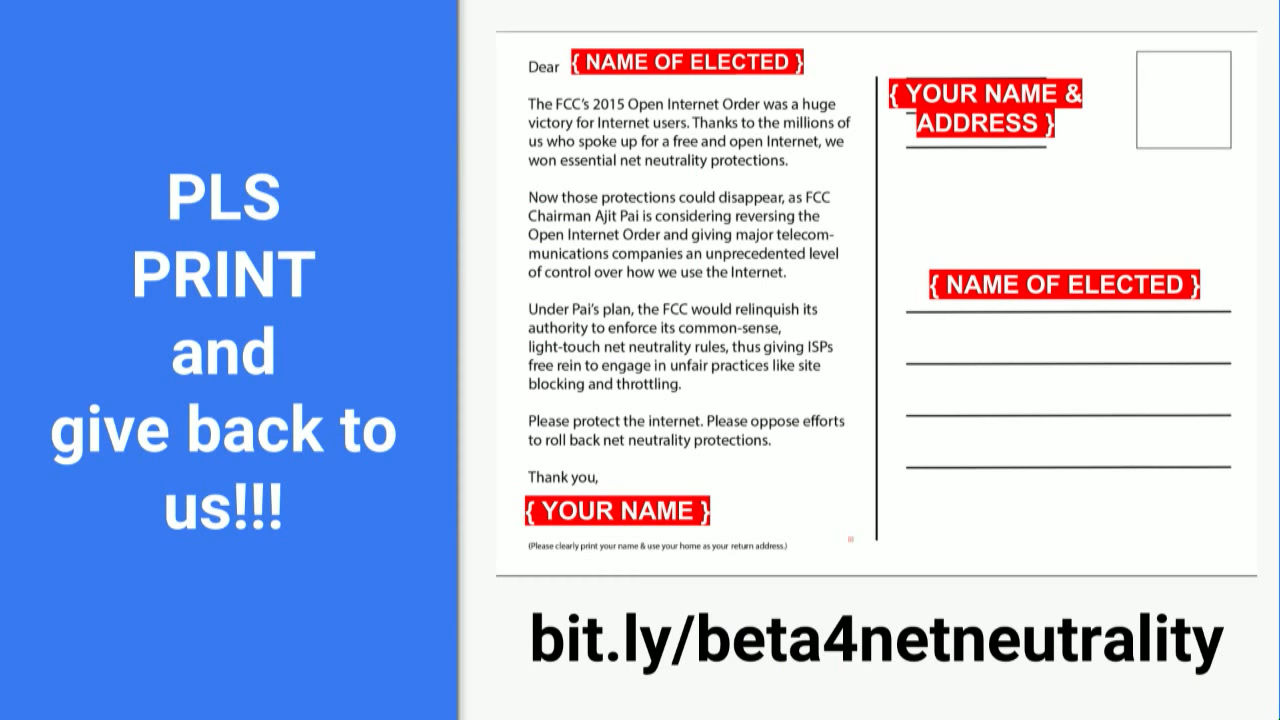 PLS
PRINT
and
give back to
us!!!
Dear { NAME OF ELECTED }
The FCC's 2015 Open Internet Order was a huge
victory for Internet users. Thanks to the millions of
us who spoke up for a free and open Internet, we
won essential net neutrality protections.
Now those protections could disappear, as FCC
Chairman Ajit Pai is considering reversing the
Open Internet Order and giving major telecom-
munications companies an unprecedented level
of control over how we use the Internet.
Under Pai's plan, the FCC would relinquish its
authority to enforce its common-sense,
light-touch net neutrality rules, thus giving ISPs
free rein to engage in unfair practices like site
blocking and throttling.
Please protect the internet. Please oppose efforts
to roll back net neutrality protections.
Thank you,
{ YOUR NAME }
(Please clearly print your name & use your home as your return address.)
{ YOUR NAME &
ADDRESS }
{ NAME OF ELECTED }
bit.ly/beta4netneutrality